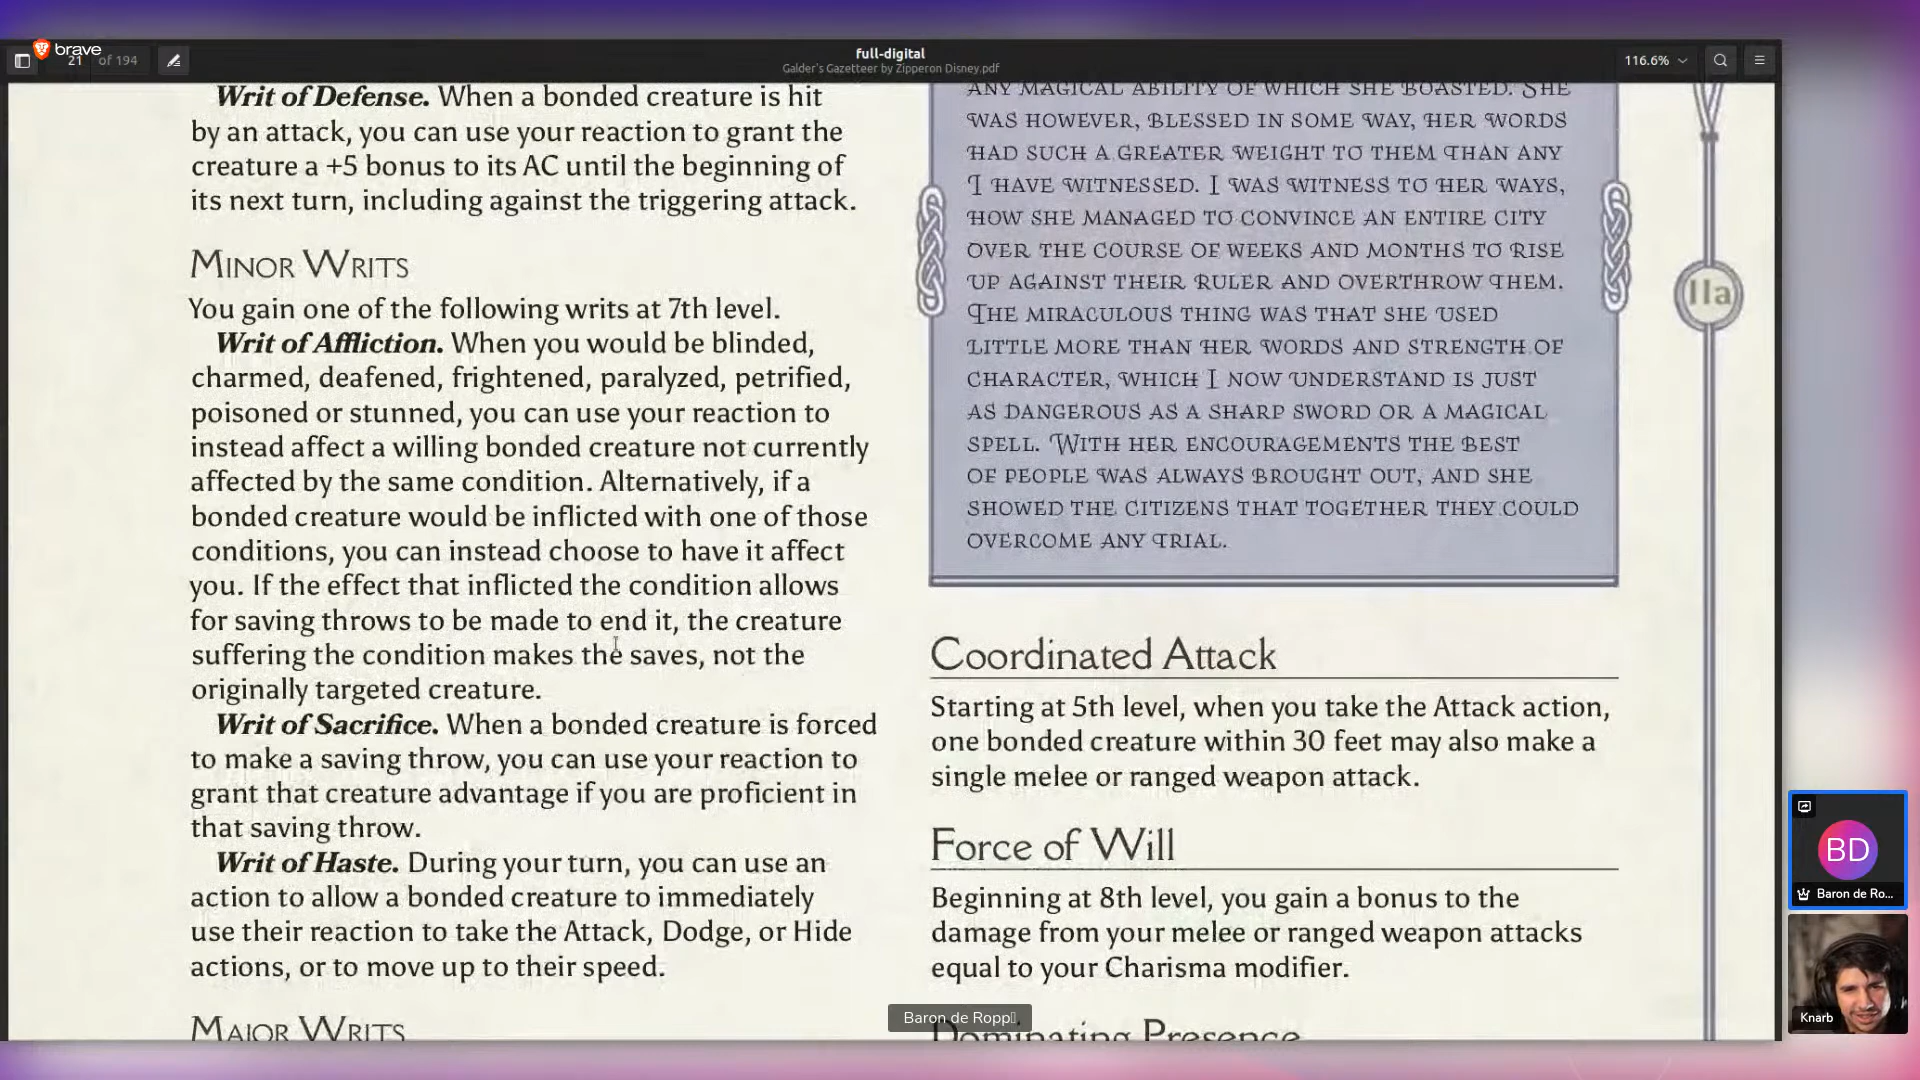 brave
21 of 194
full-digital
Galder's Gazetteer by Zipperon Disney.pdf
116.6%
Writ of Defense. When a bonded creature is hit
by an attack, you can use your reaction to grant the
creature a +5 bonus to its AC until the beginning of
its next turn, including against the triggering attack.
Minor Writs
You gain one of the following writs at 7th level.
Writ of Affliction. When you would be blinded,
charmed, deafened, frightened, paralyzed, petrified,
poisoned or stunned, you can use your reaction to
instead affect a willing bonded creature not currently
affected by the same condition. Alternatively, if a
bonded creature would be inflicted with one of those
conditions, you can instead choose to have it affect
you. If the effect that inflicted the condition allows
for saving throws to be made to end it, the creature
suffering the condition makes the saves, not the
originally targeted creature.
Writ of Sacrifice. When a bonded creature is forced
to make a saving throw, you can use your reaction to
grant that creature advantage if you are proficient in
that saving throw.
Writ of Haste. During your turn, you can use an
action to allow a bonded creature to immediately
use their reaction to take the Attack, Dodge, or Hide
actions, or to move up to their speed.
Major Writs
any magical ability of which she boasted. She
was however, blessed in some way, her words
had such a greater weight to them than any
I have witnessed. I was witness to her ways,
how she managed to convince an entire city
over the course of weeks and months to rise
up against their ruler and overthrow them.
The miraculous thing was that she used
little more than her words and strength of
character, which I now understand is just
as dangerous as a sharp sword or a magical
spell. With her encouragements the best
of people was always brought out, and she
showed the citizens that together they could
overcome any trial.
Coordinated Attack
Starting at 5th level, when you take the Attack action,
one bonded creature within 30 feet may also make a
single melee or ranged weapon attack.
Force of Will
Beginning at 8th level, you gain a bonus to the
damage from your melee or ranged weapon attacks
equal to your Charisma modifier.
Dominating Presence
IIa
BD
Baron de Ro...
Knarb
Baron de Ropp